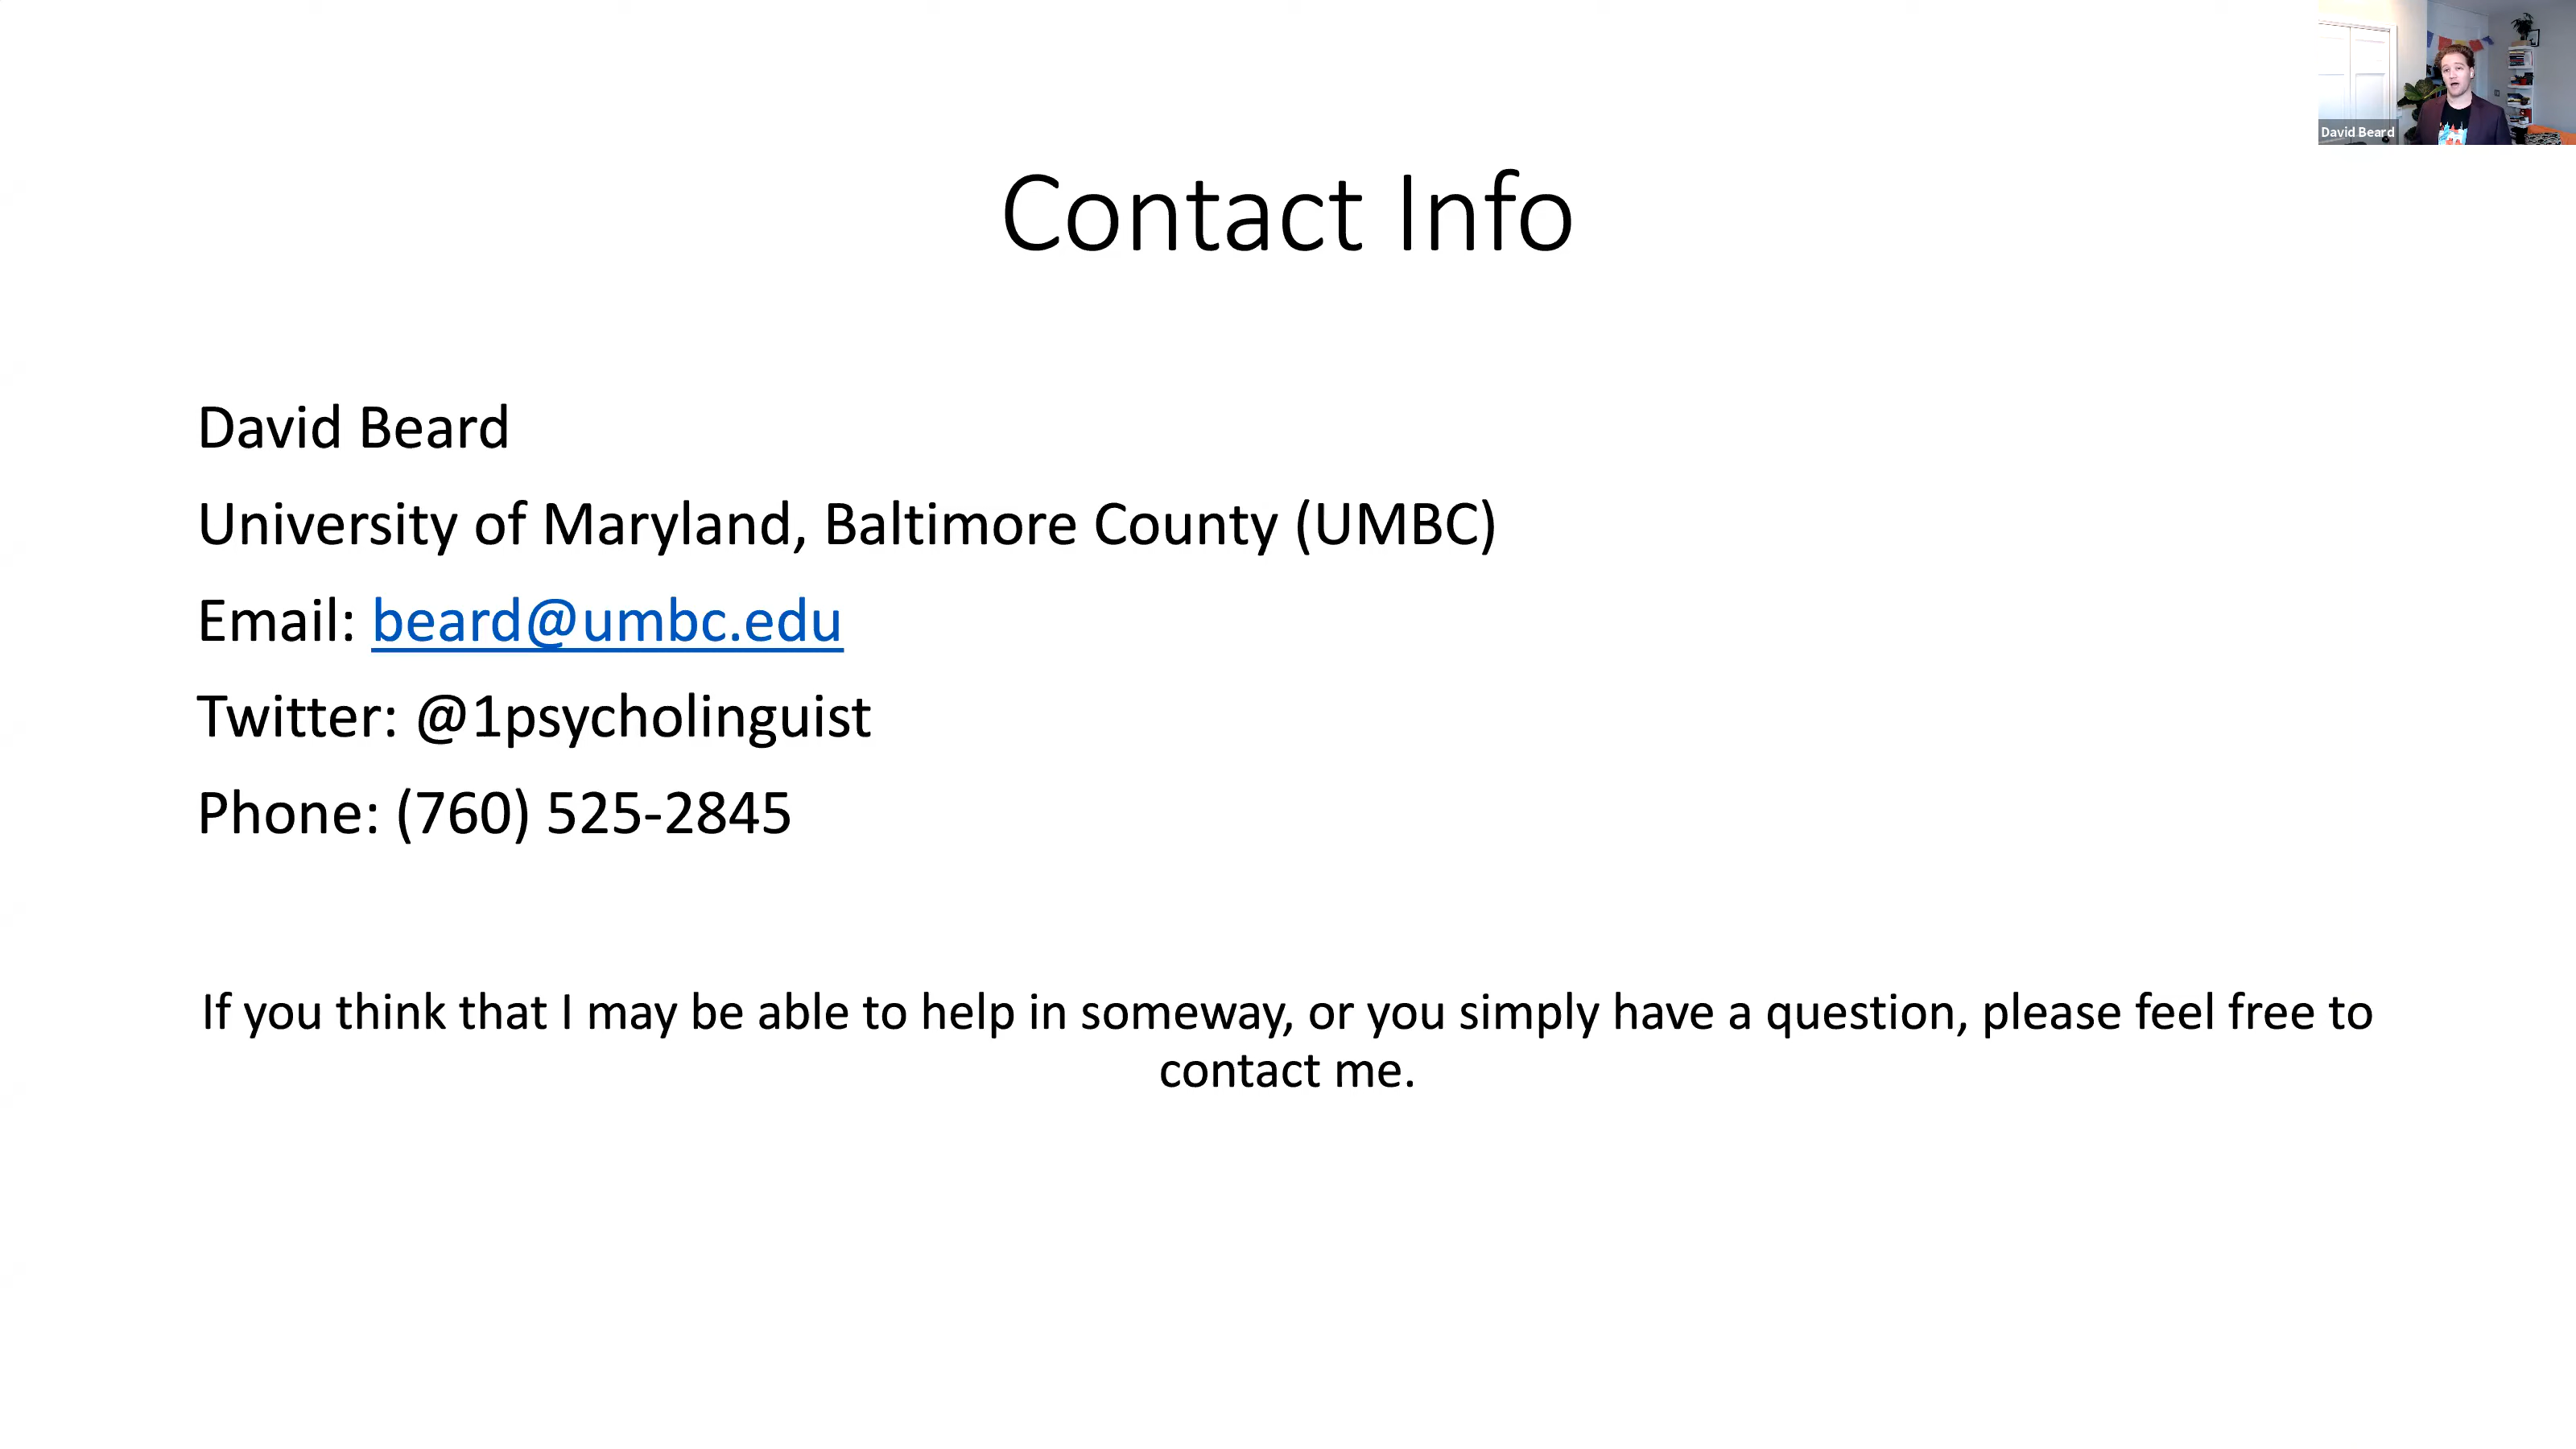 David Beard
Contact Info
David Beard
University of Maryland, Baltimore County (UMBC)
Email: beard@umbc.edu
Twitter: @1psycholinguist
Phone: (760) 525-2845
If you think that I may be able to help in someway, or you simply have a question, please feel free to
contact me.